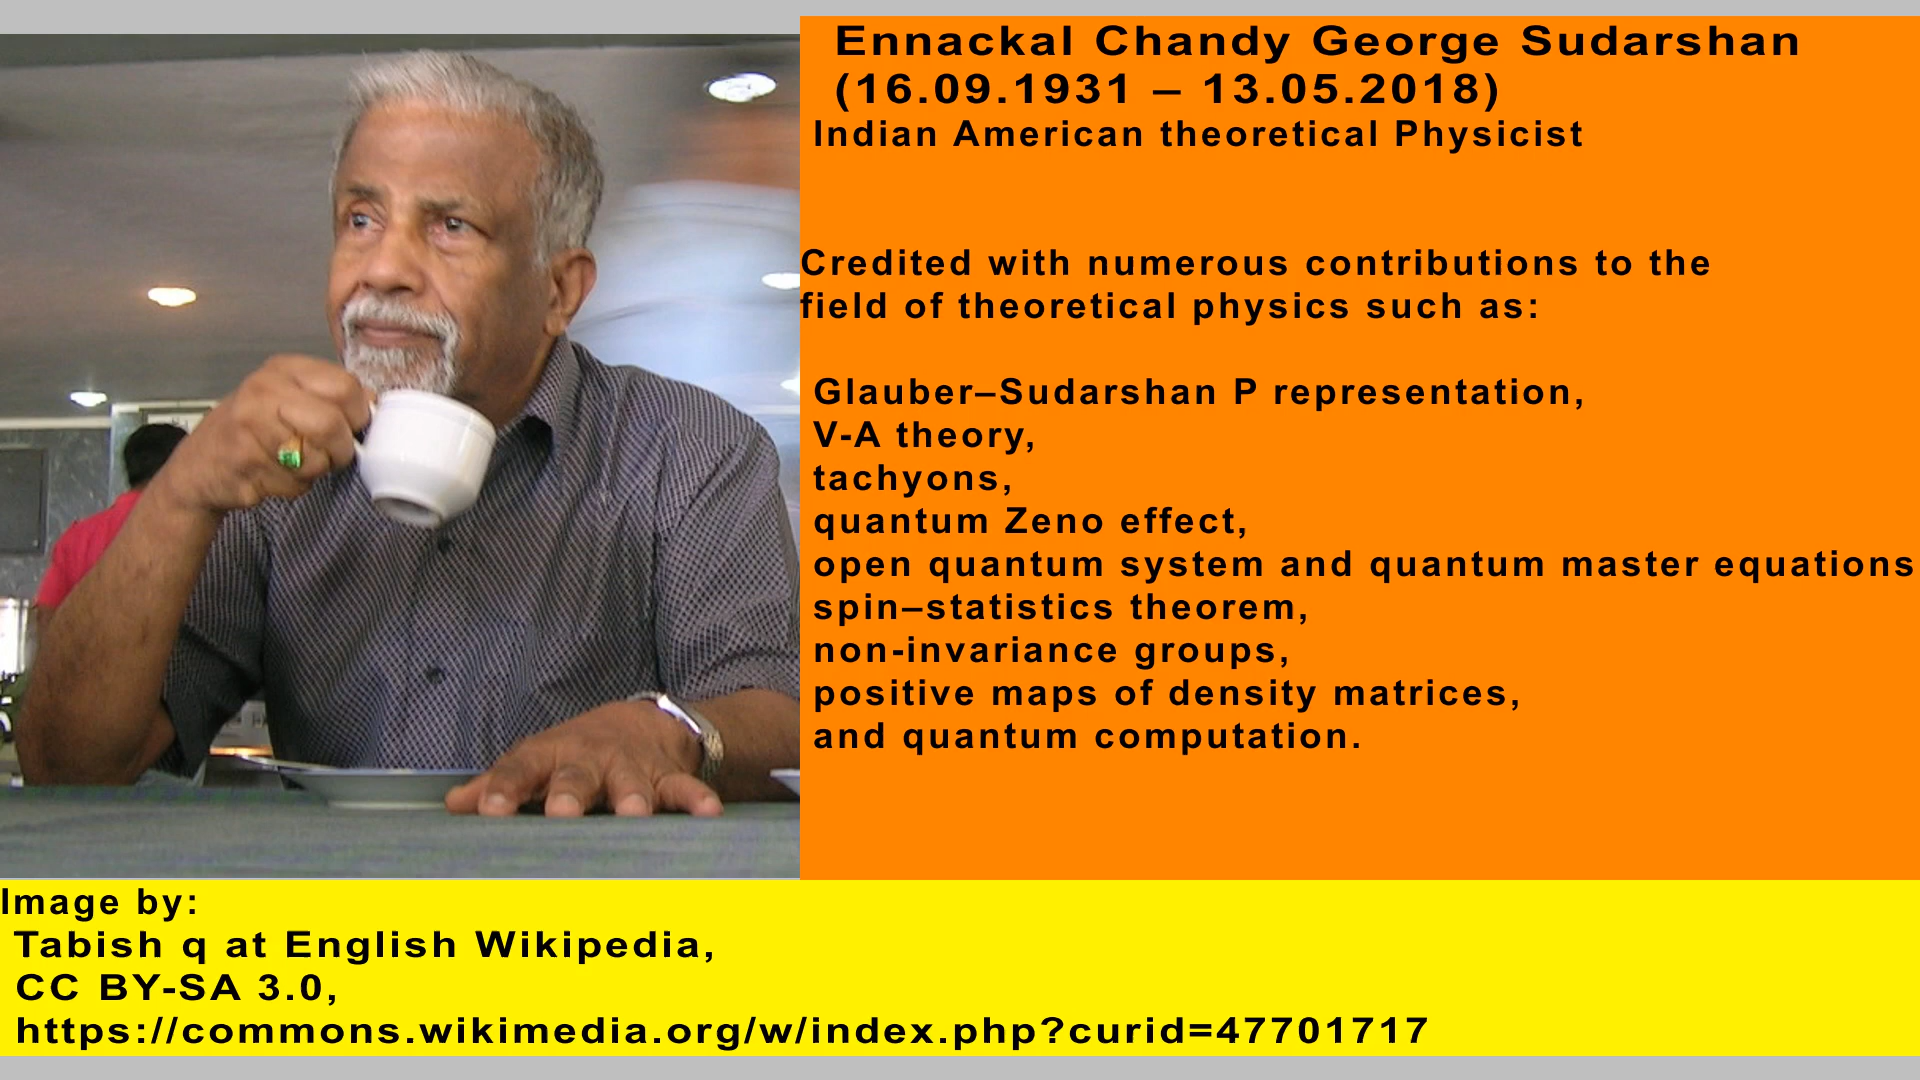 Ennackal Chandy George Sudarshan
(16.09.1931 – 13.05.2018)
Indian American theoretical Physicist
Credited with numerous contributions to the
field of theoretical physics such as:
Glauber–Sudarshan P representation,
V-A theory,
tachyons,
quantum Zeno effect,
open quantum system and quantum master equations
spin–statistics theorem,
non-invariance groups,
positive maps of density matrices,
and quantum computation.
Image by:
Tabish q at English Wikipedia,
CC BY-SA 3.0,
https://commons.wikimedia.org/w/index.php?curid=47701717